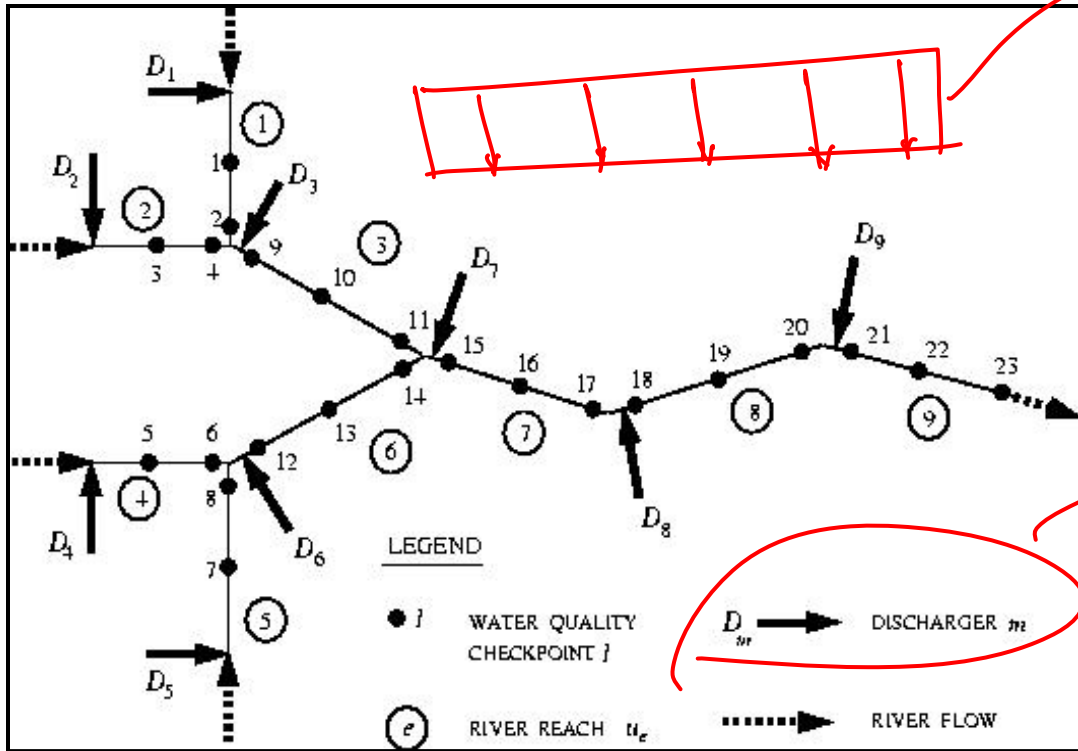 D1
1
1
D2
2
D3
2
3
4
9
3
10
D7
D9
11
15
14
16
17
18
19
20
21
22
23
7
8
9
13
6
12
5
6
4
8
D4
D6
D8
7
5
D5
LEGEND
l WATER QUALITY
CHECKPOINT l
Dm DISCHARGER m
e RIVER REACH ue
RIVER FLOW